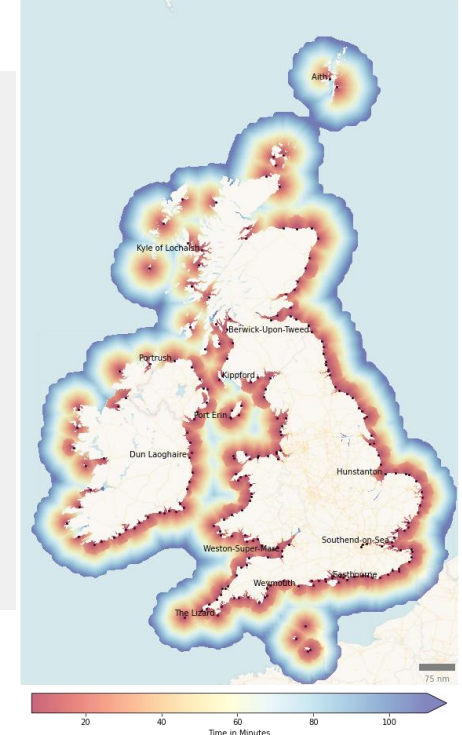 Aith
Kyle of Lochalsh
Berwick-Upon-Tweed
Portrush
Kippford
Port Erin
Dun Laoghaire
Hunstanton
Southend-on-Sea
Weston-Super-Mare
Eastbourne
Weymouth
The Lizard
75 nm
20 40 60 80 100
Time in Minutes